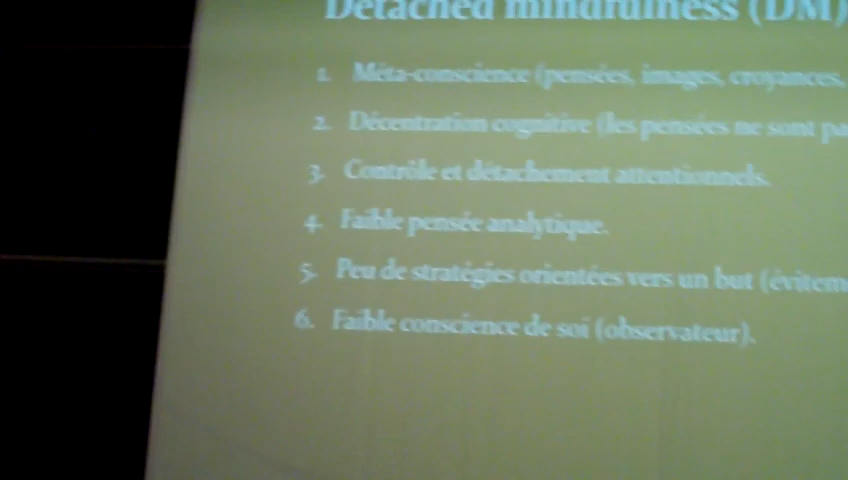 Detached mindfulness (DM)
1. Méta-conscience (pensées, images, croyances,
2. Décentration cognitive (les pensées ne sont pa
3. Contrôle et détachement attentionnels.
4. Faible pensée analytique.
5. Peu de stratégies orientées vers un but (évitem
6. Faible conscience de soi (observateur).